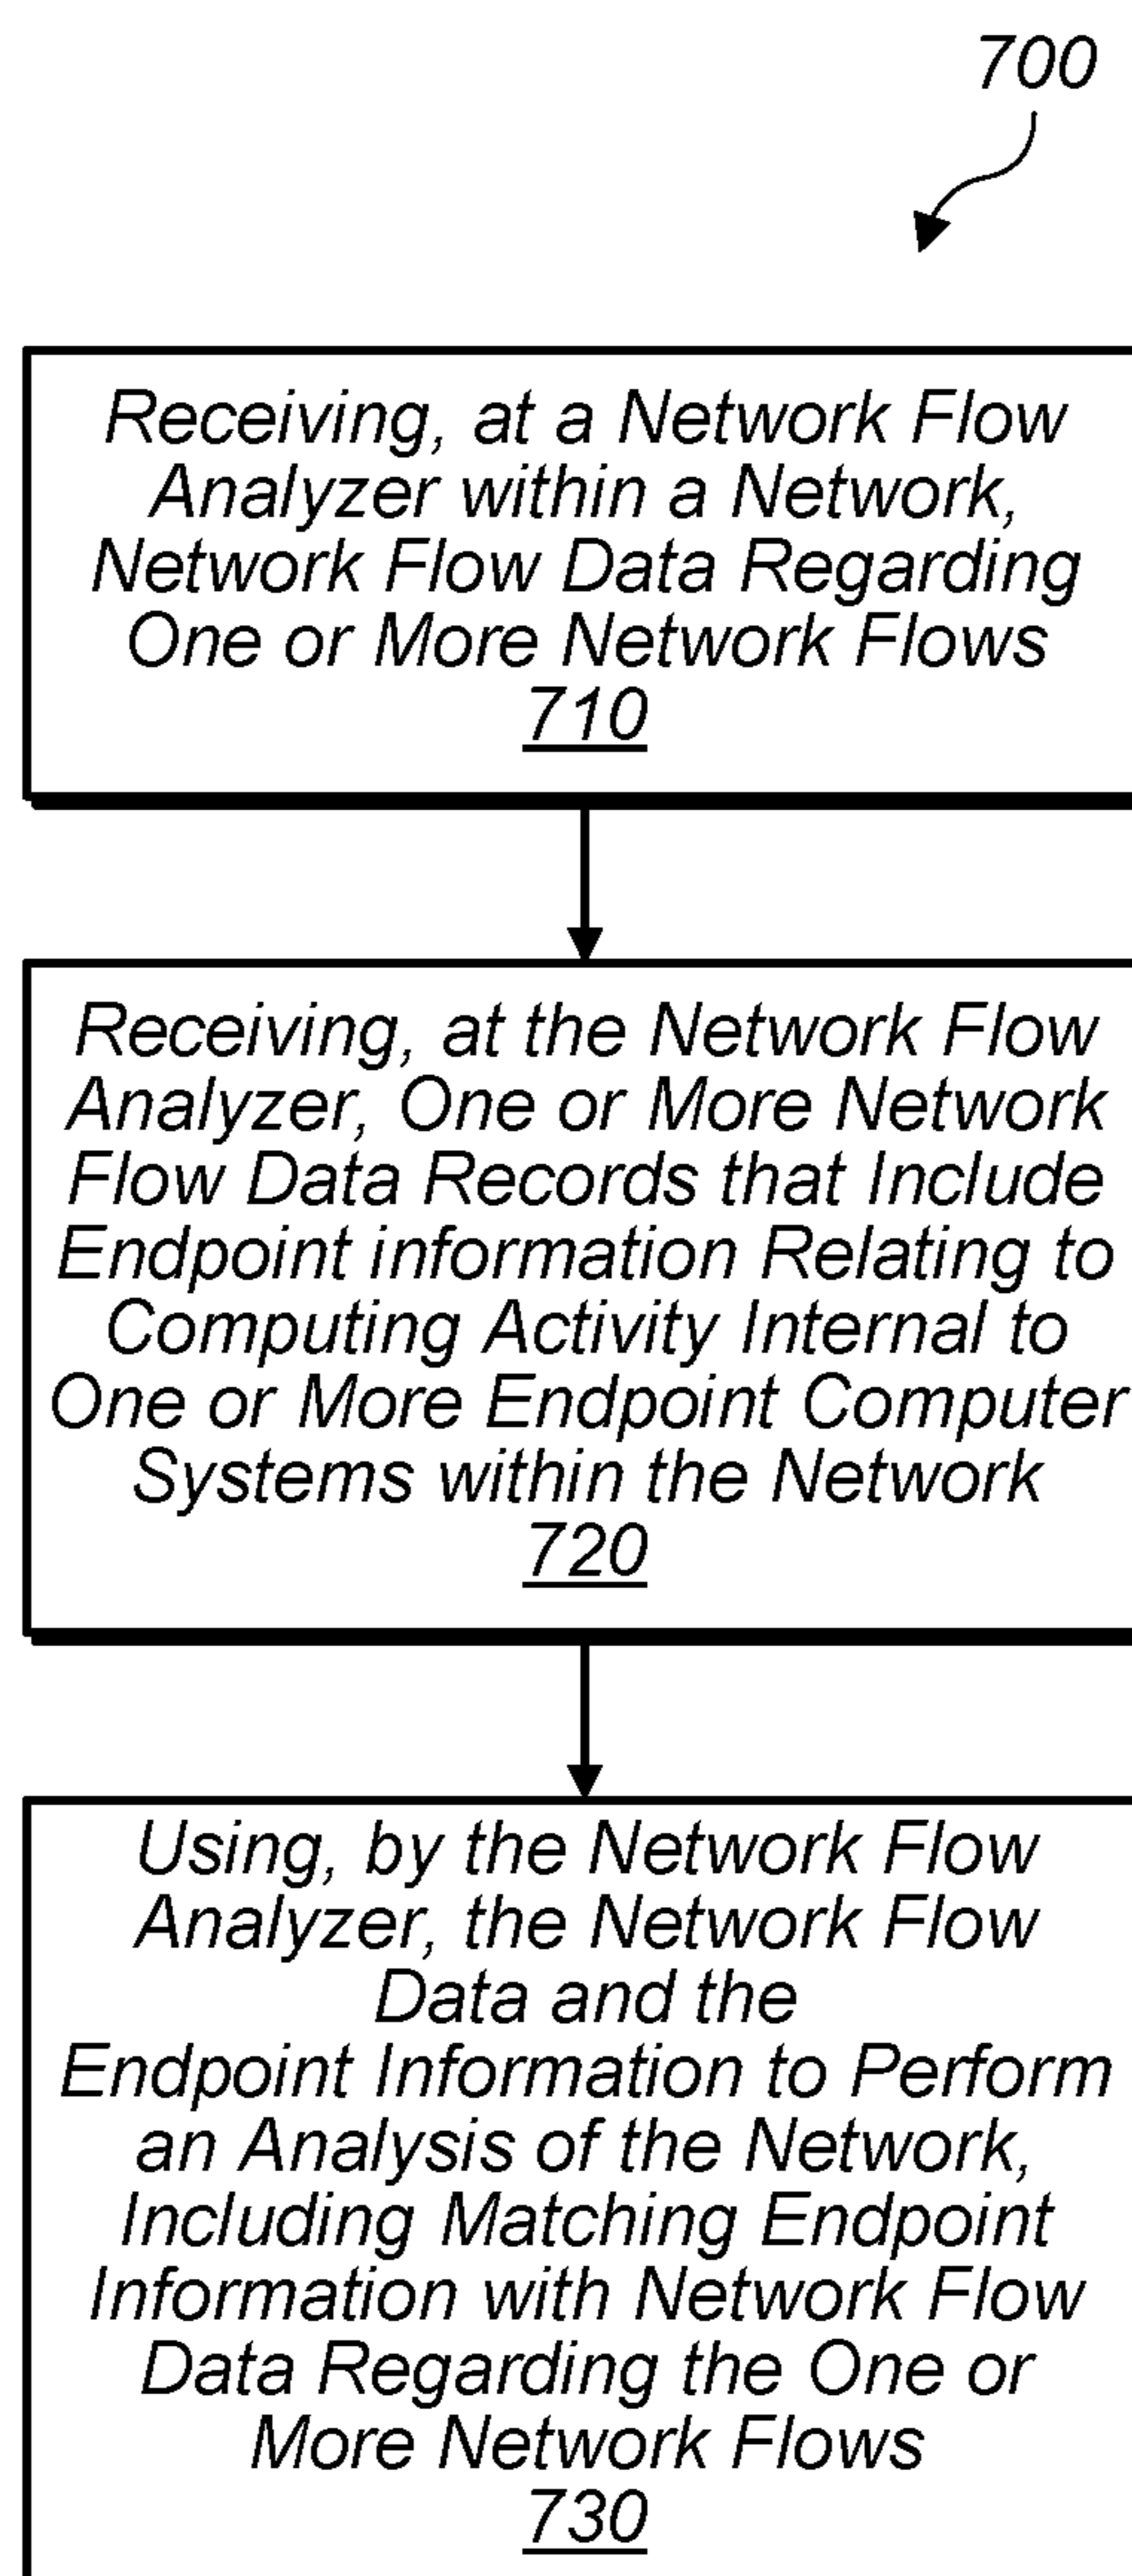 700
Receiving, at a Network Flow
Analyzer within a Network,
Network Flow Data Regarding
One or More Network Flows
710
Receiving, at the Network Flow
Analyzer, One or More Network
Flow Data Records that Include
Endpoint information Relating to
Computing Activity Internal to
One or More Endpoint Computer
Systems within the Network
720
Using, by the Network Flow
Analyzer, the Network Flow
Data and the
Endpoint Information to Perform
an Analysis of the Network,
Including Matching Endpoint
Information with Network Flow
Data Regarding the One or
More Network Flows
730